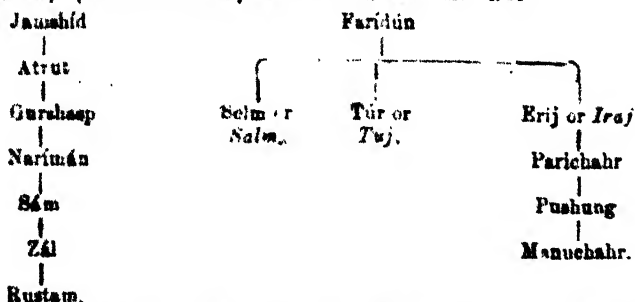 Jamshíd Farídún
Atrut
Gurshasp Selm or Túr or Erij or Iraj
Salm. Tuj.
Narímán Parichahr
Sám Pushung
Zál Manuchahr.
Rustam.